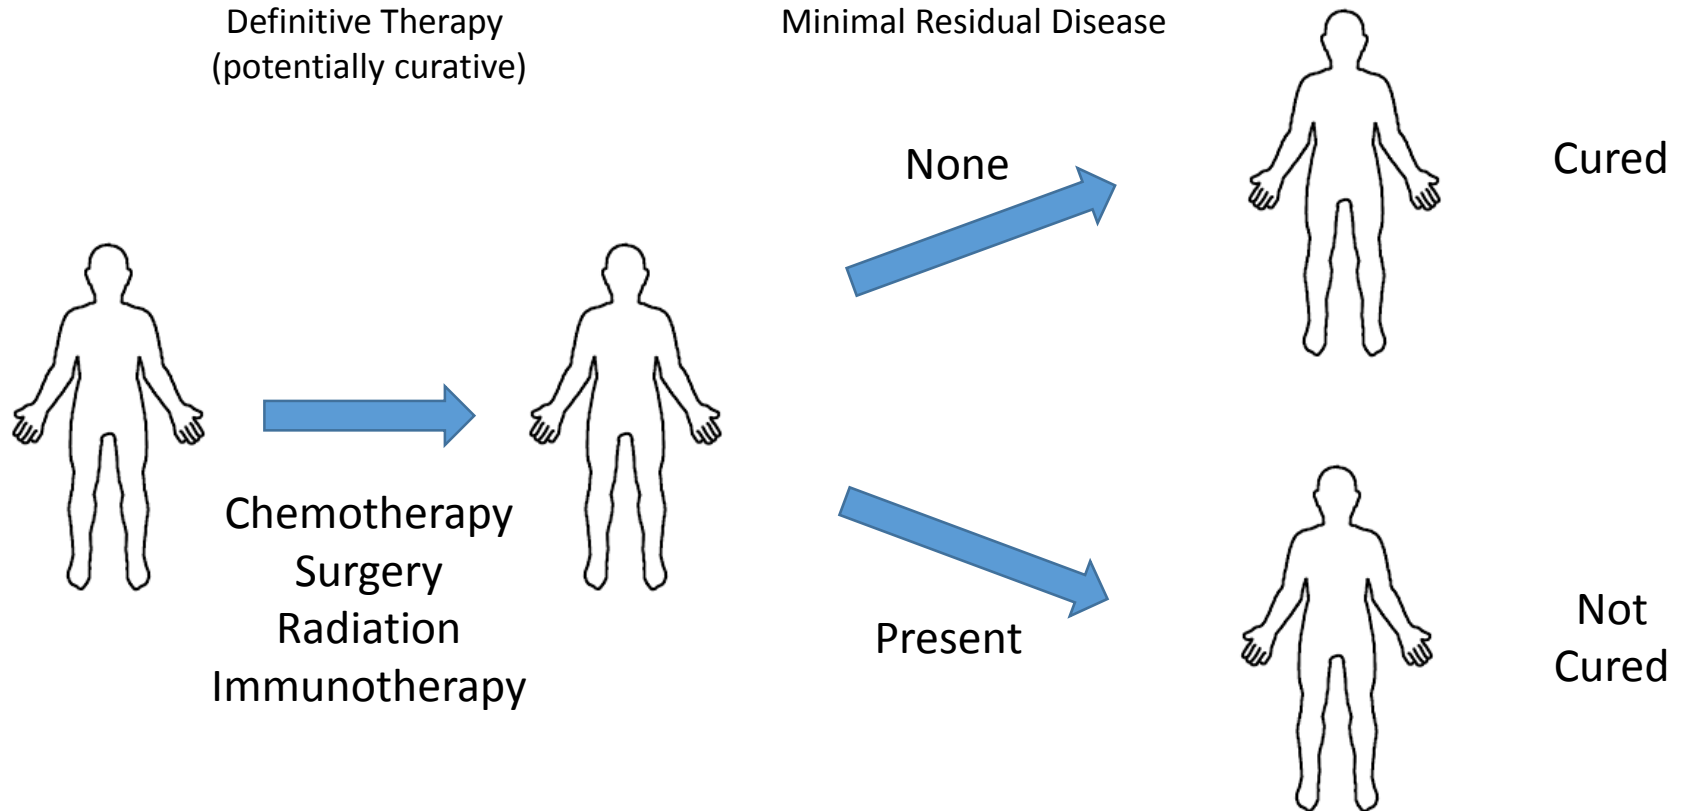 Definitive Therapy
(potentially curative)
Minimal Residual Disease
None
Cured
Chemotherapy
Surgery
Radiation
Immunotherapy
Present
Not
Cured